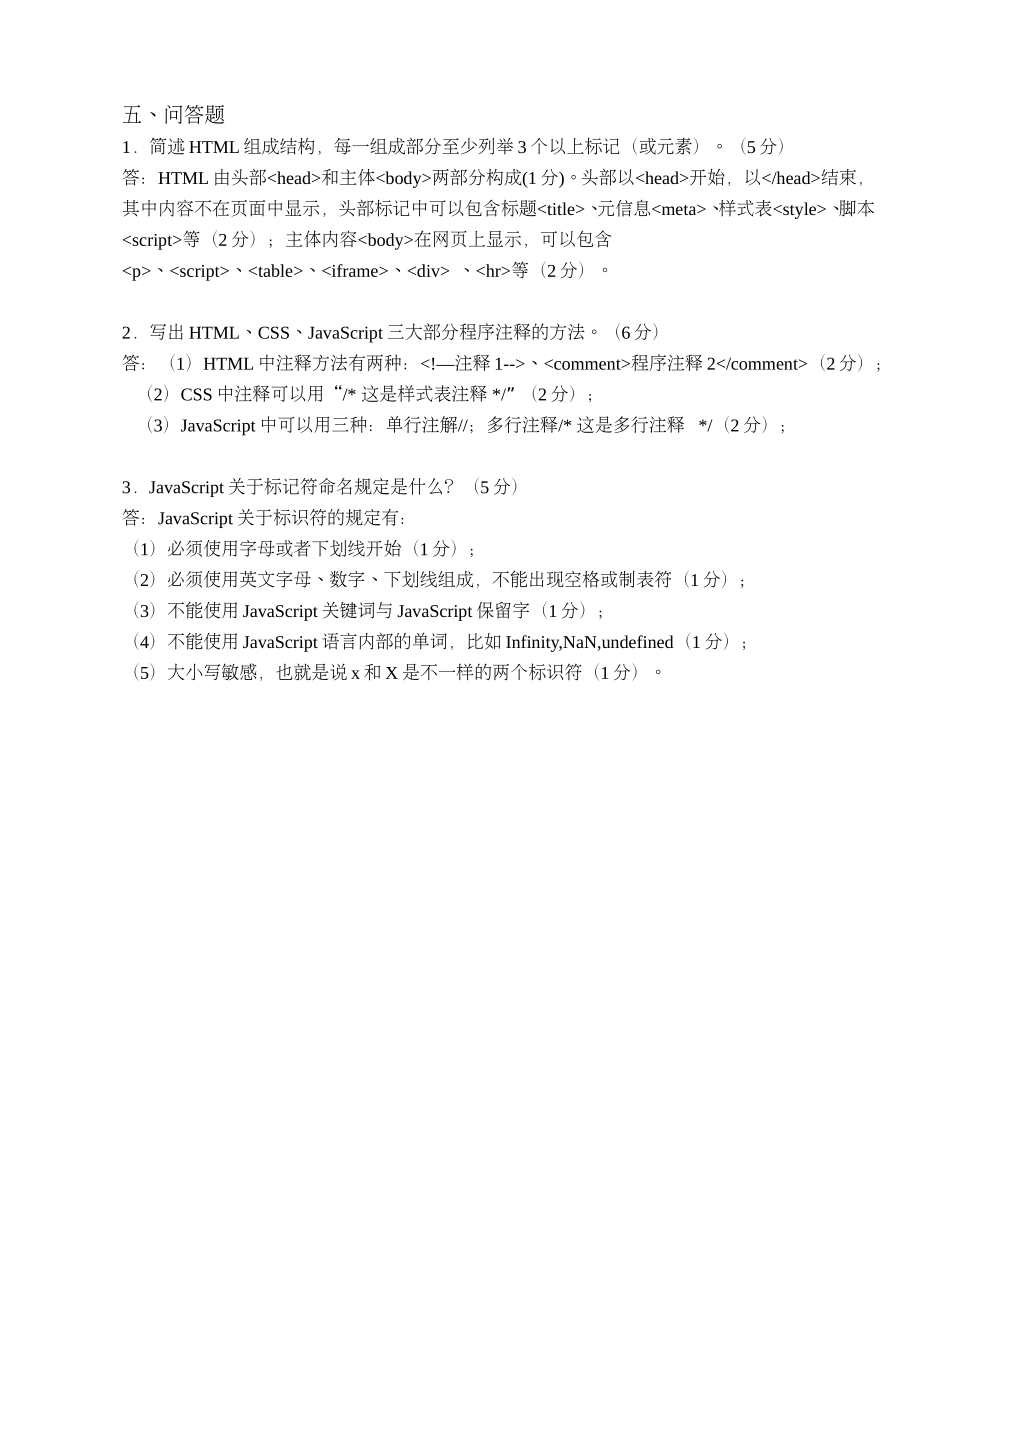 五、问答题
1．简述 HTML 组成结构，每一组成部分至少列举 3 个以上标记（或元素）。（5 分）
答：HTML 由头部<head>和主体<body>两部分构成(1 分)。头部以<head>开始，以</head>结束，
其中内容不在页面中显示，头部标记中可以包含标题<title>、元信息<meta>、样式表<style>、脚本
<script>等（2 分）；主体内容<body>在网页上显示，可以包含
<p>、<script>、<table>、<iframe>、<div> 、<hr>等（2 分）。
2．写出 HTML、CSS、JavaScript 三大部分程序注释的方法。（6 分）
答：（1）HTML 中注释方法有两种：<!—注释 1-->、<comment>程序注释 2</comment>（2 分）；
（2）CSS 中注释可以用“/* 这是样式表注释 */”（2 分）；
（3）JavaScript 中可以用三种：单行注解//；多行注释/* 这是多行注释 */（2 分）；
3．JavaScript 关于标记符命名规定是什么？（5 分）
答：JavaScript 关于标识符的规定有：
（1）必须使用字母或者下划线开始（1 分）；
（2）必须使用英文字母、数字、下划线组成，不能出现空格或制表符（1 分）；
（3）不能使用 JavaScript 关键词与 JavaScript 保留字（1 分）；
（4）不能使用 JavaScript 语言内部的单词，比如 Infinity,NaN,undefined（1 分）；
（5）大小写敏感，也就是说 x 和 X 是不一样的两个标识符（1 分）。